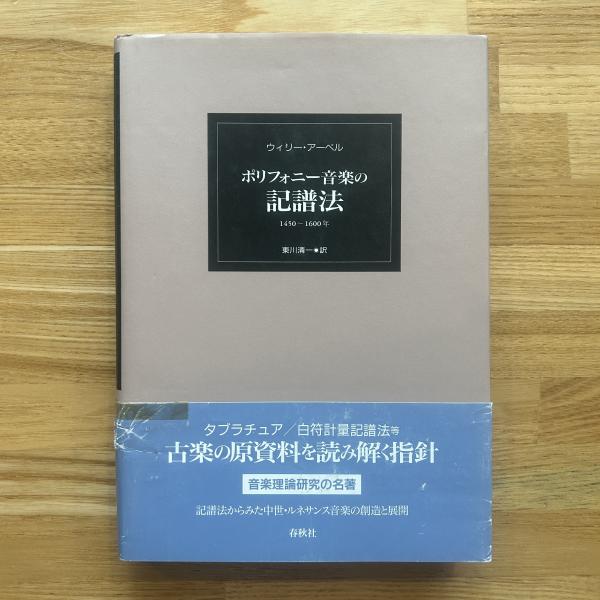 ウィリー・アーペル
ポリフォニー音楽の
記譜法
1450〜1600年
東川清一✷訳
タブラチュア／白符計量記譜法等
古楽の原資料を読み解く指針
音楽理論研究の名著
記譜法からみた中世・ルネサンス音楽の創造と展開
春秋社